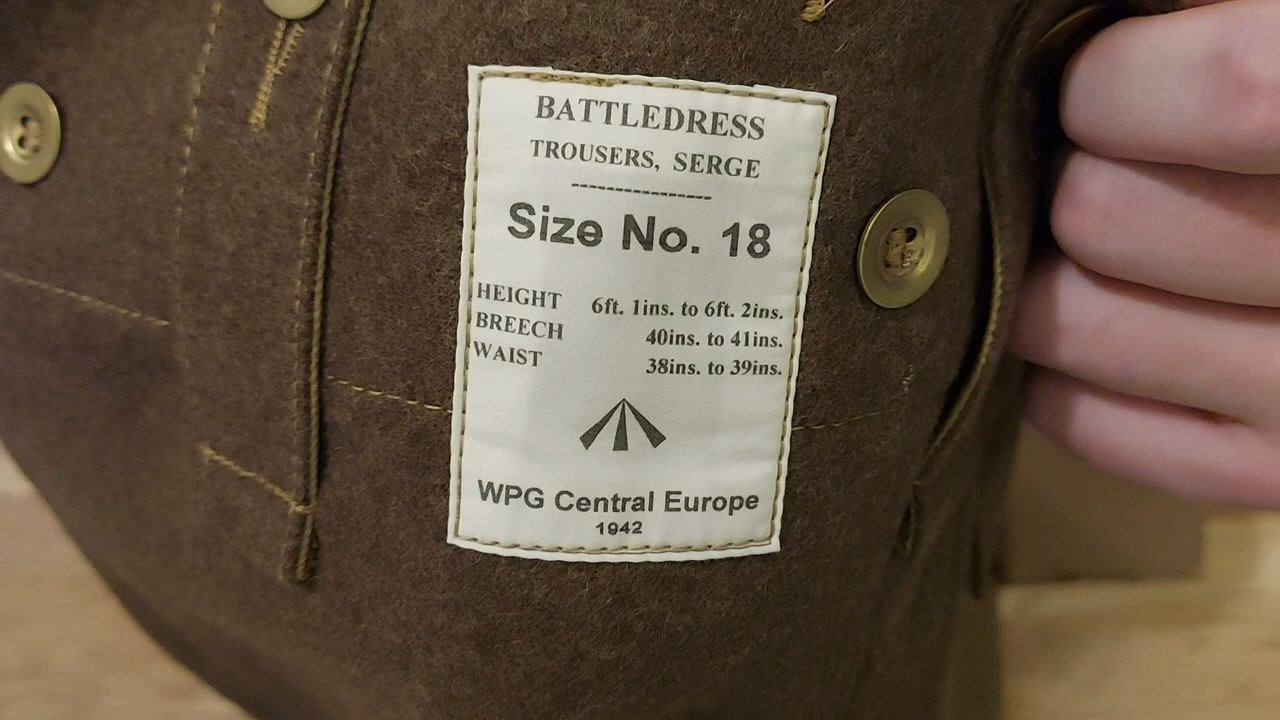 BATTLEDRESS
TROUSERS, SERGE
----------------
Size No. 18
HEIGHT 6ft. 1ins. to 6ft. 2ins.
BREECH 40ins. to 41ins.
WAIST 38ins. to 39ins.
WPG Central Europe
1942